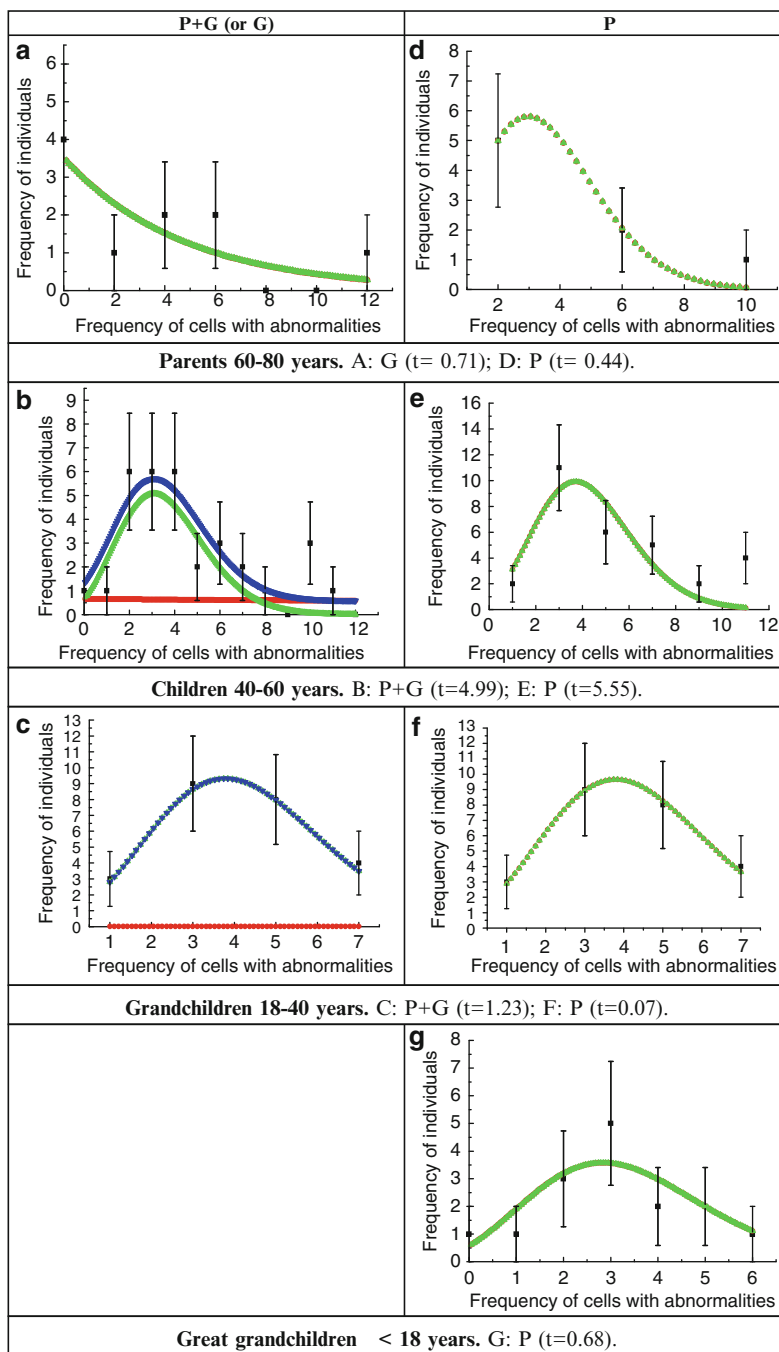 P+G (or G)
P
a
Frequency of individuals
6
5
4
3
2
1
0
0 2 4 6 8 10 12
Frequency of cells with abnormalities
d
Frequency of individuals
8
7
6
5
4
3
2
1
0
2 4 6 8 10
Frequency of cells with abnormalities
Parents 60-80 years. A: G (t= 0.71); D: P (t= 0.44).
b
Frequency of individuals
9
8
7
6
5
4
3
2
1
0
0 2 4 6 8 10 12
Frequency of cells with abnormalities
e
Frequency of individuals
16
14
12
10
8
6
4
2
0
0 2 4 6 8 10 12
Frequency of cells with abnormalities
Children 40-60 years. B: P+G (t=4.99); E: P (t=5.55).
c
Frequency of individuals
13
12
11
10
9
8
7
6
5
4
3
2
1
0
1 2 3 4 5 6 7
Frequency of cells with abnormalities
f
Frequency of individuals
13
12
11
10
9
8
7
6
5
4
3
2
1
0
1 2 3 4 5 6 7
Frequency of cells with abnormalities
Grandchildren 18-40 years. C: P+G (t=1.23); F: P (t=0.07).
g
Frequency of individuals
8
7
6
5
4
3
2
1
0
0 1 2 3 4 5 6
Frequency of cells with abnormalities
Great grandchildren < 18 years. G: P (t=0.68).